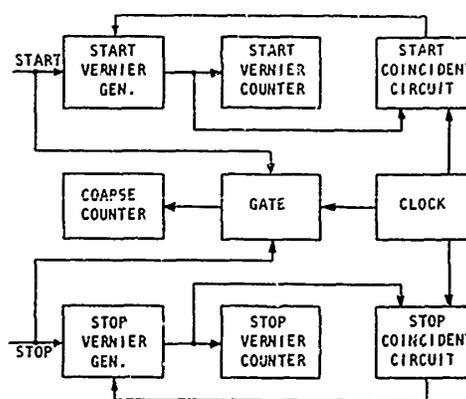 START
START
VERNIER
GEN.
START
VERNIER
COUNTER
START
COINCIDENT
CIRCUIT
COAPSE
COUNTER
GATE
CLOCK
STOP
STOP
VERNIER
GEN.
STOP
VERNIER
COUNTER
STOP
COINCIDENT
CIRCUIT